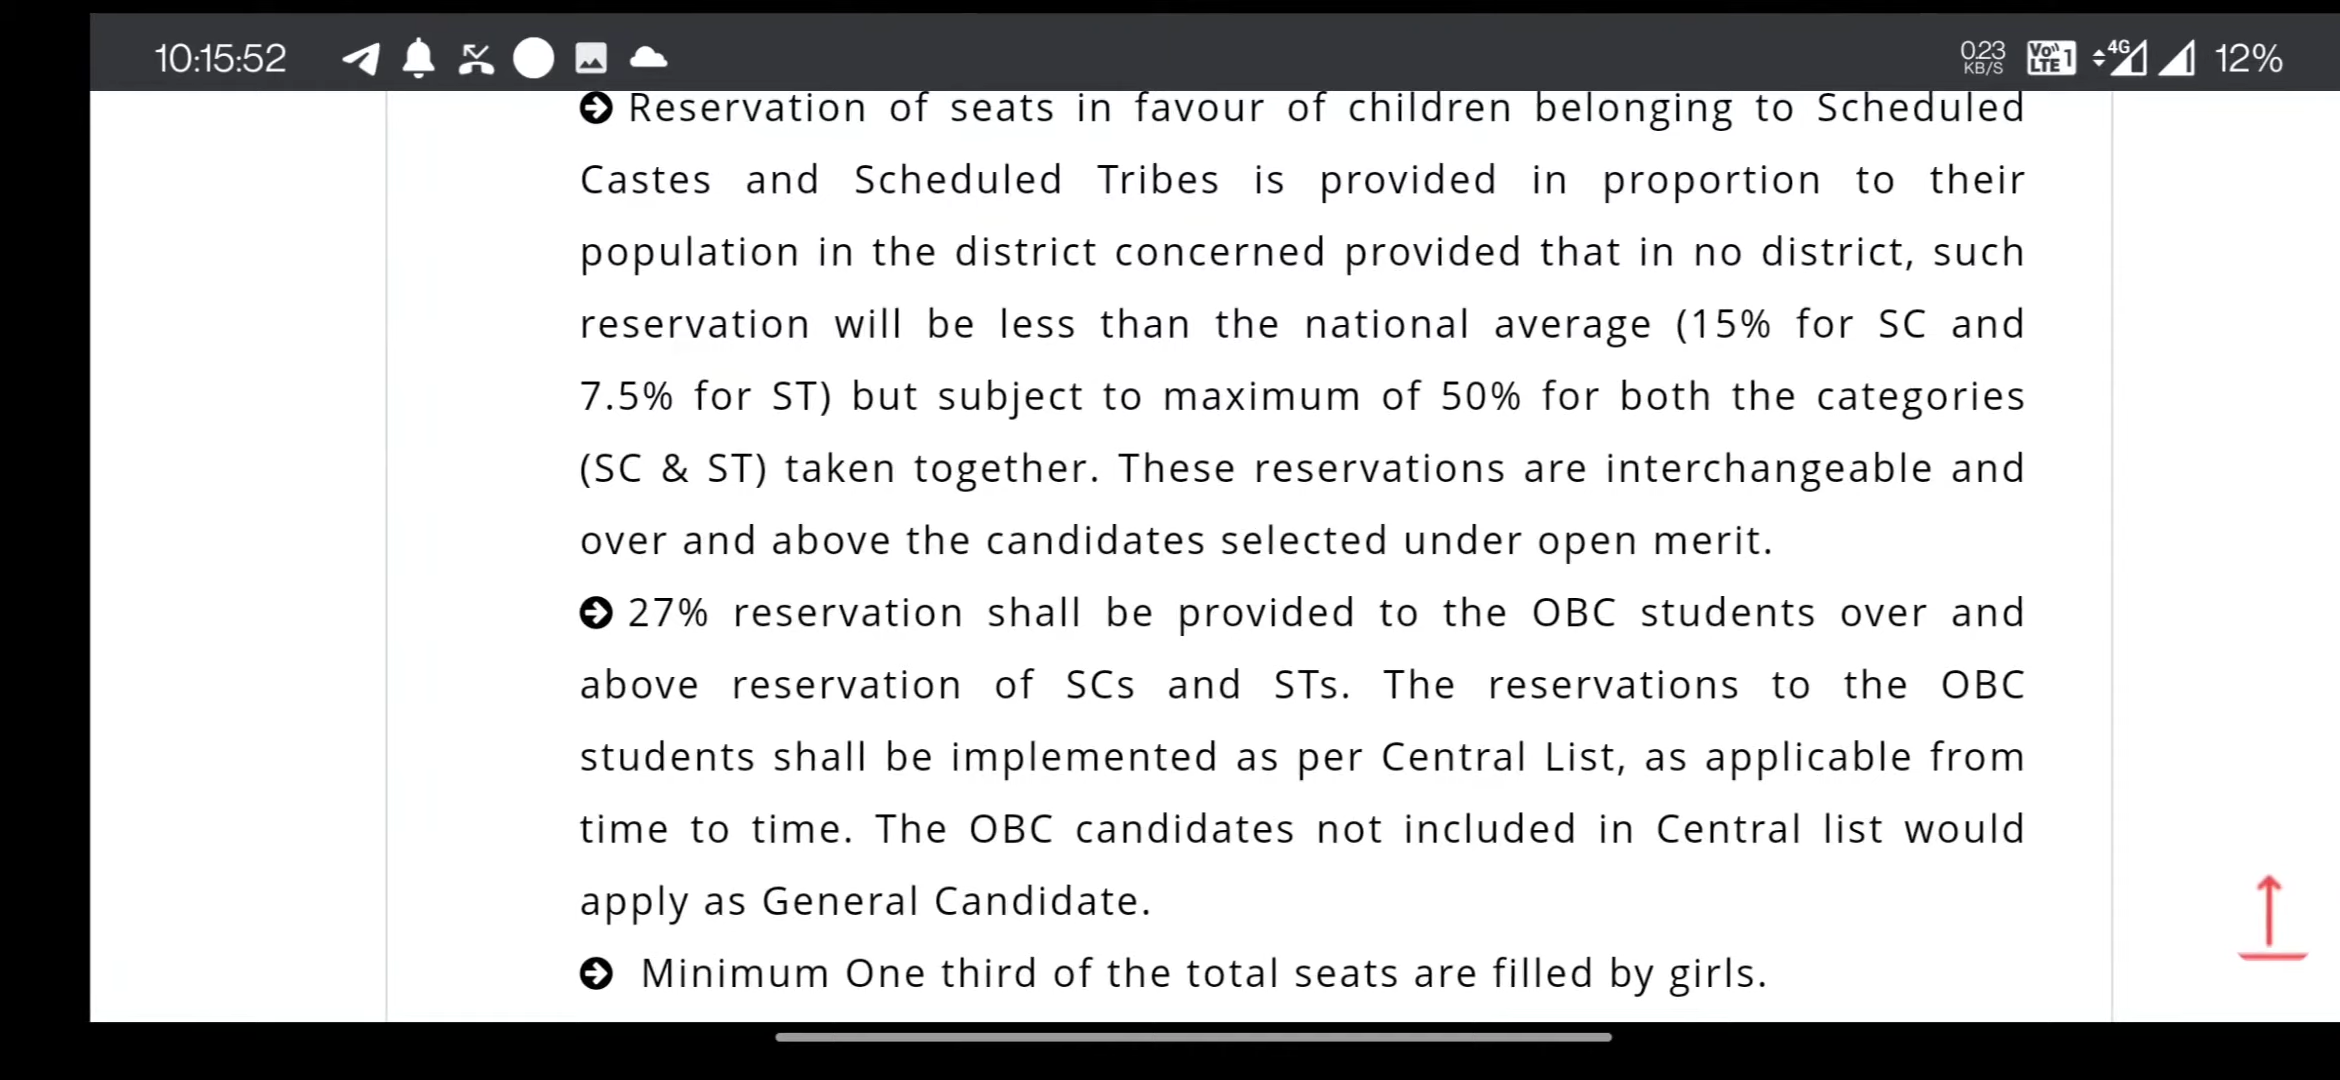 10:15:52 0.23 KB/S Vo)) LTE 1 4G 12%
Reservation of seats in favour of children belonging to Scheduled
Castes and Scheduled Tribes is provided in proportion to their
population in the district concerned provided that in no district, such
reservation will be less than the national average (15% for SC and
7.5% for ST) but subject to maximum of 50% for both the categories
(SC & ST) taken together. These reservations are interchangeable and
over and above the candidates selected under open merit.
27% reservation shall be provided to the OBC students over and
above reservation of SCs and STs. The reservations to the OBC
students shall be implemented as per Central List, as applicable from
time to time. The OBC candidates not included in Central list would
apply as General Candidate.
Minimum One third of the total seats are filled by girls.